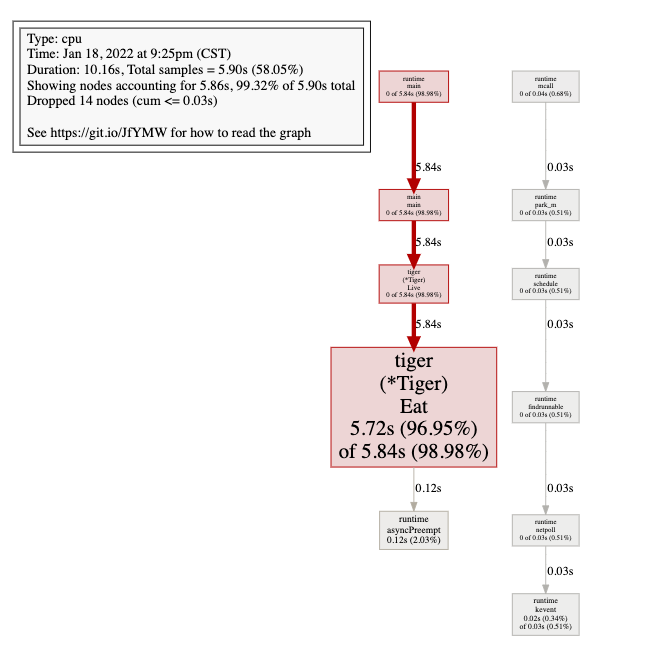 Type: cpu
Time: Jan 18, 2022 at 9:25pm (CST)
Duration: 10.16s, Total samples = 5.90s (58.05%)
Showing nodes accounting for 5.86s, 99.32% of 5.90s total
Dropped 14 nodes (cum <= 0.03s)
See https://git.io/JfYMW for how to read the graph
runtime
main
0 of 5.84s (98.98%)
5.84s
main
main
0 of 5.84s (98.98%)
5.84s
tiger
(*Tiger)
Live
0 of 5.84s (98.98%)
5.84s
tiger
(*Tiger)
Eat
5.72s (96.95%)
of 5.84s (98.98%)
0.12s
runtime
asyncPreempt
0.12s (2.03%)
runtime
mcall
0 of 0.04s (0.68%)
0.03s
runtime
park_m
0 of 0.03s (0.51%)
0.03s
runtime
schedule
0 of 0.03s (0.51%)
0.03s
runtime
findrunnable
0 of 0.03s (0.51%)
0.03s
runtime
netpoll
0 of 0.03s (0.51%)
0.03s
runtime
kevent
0.02s (0.34%)
of 0.03s (0.51%)